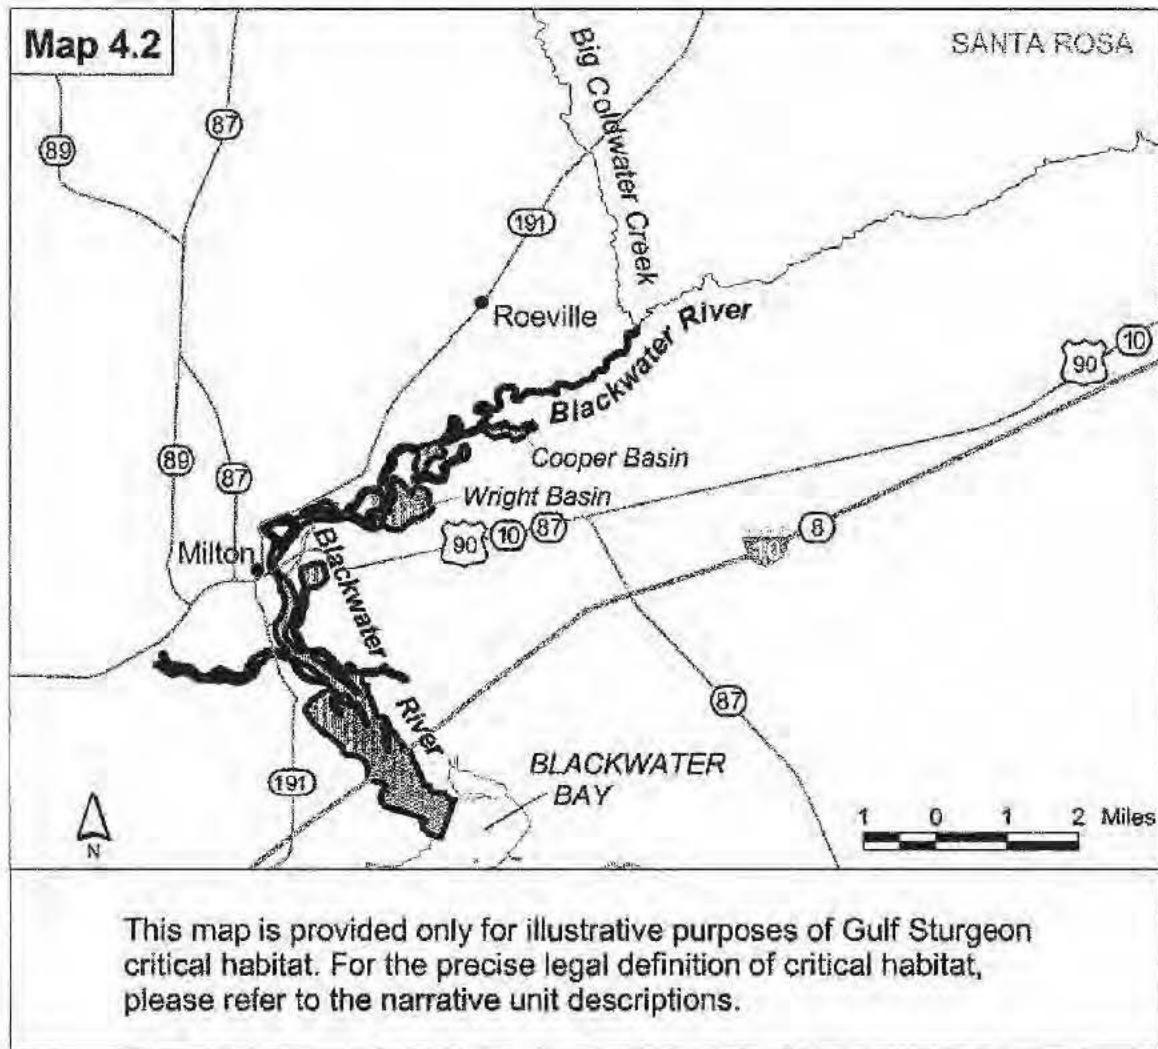 Map 4.2
SANTA ROSA
Big Coldwater Creek
87
89
191
Roeville
Blackwater River
90
10
Cooper Basin
89
87
Wright Basin
90
10
87
8
10
Milton
Blackwater River
87
191
BLACKWATER
BAY
N
1 0 1 2 Miles
This map is provided only for illustrative purposes of Gulf Sturgeon
critical habitat. For the precise legal definition of critical habitat,
please refer to the narrative unit descriptions.